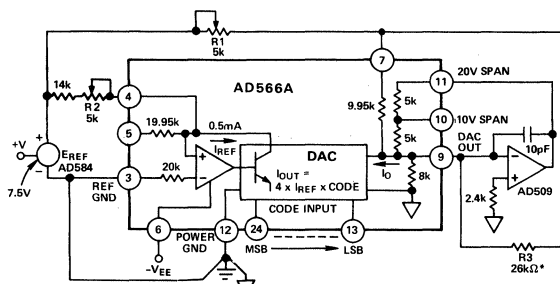 R1
5k
7
11
20V SPAN
14k
R2
5k
4
AD566A
9.95k
5k
10
10V SPAN
5
19.95k
0.5mA
5k
DAC
OUT
10pF
+V
+
EREF
AD584
-
7.5V
IREF
DAC
9
3
REF
GND
20k
+
-
IOUT =
4 x IREF x CODE
IO
8k
-
+
2.4k
AD509
CODE INPUT
6
POWER
GND
12
24
MSB
LSB
13
R3
26kΩ*
-VEE